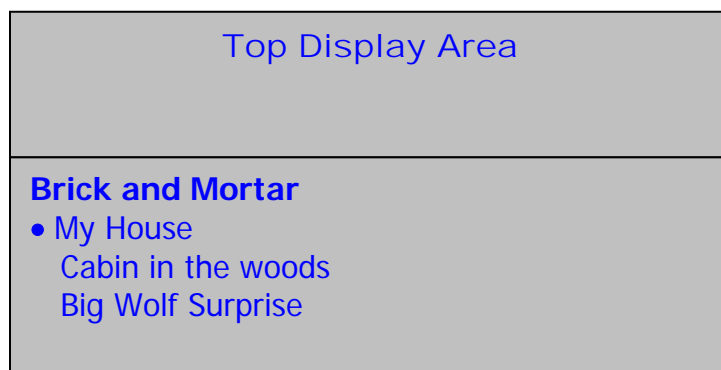 Top Display Area
Brick and Mortar
• My House
Cabin in the woods
Big Wolf Surprise